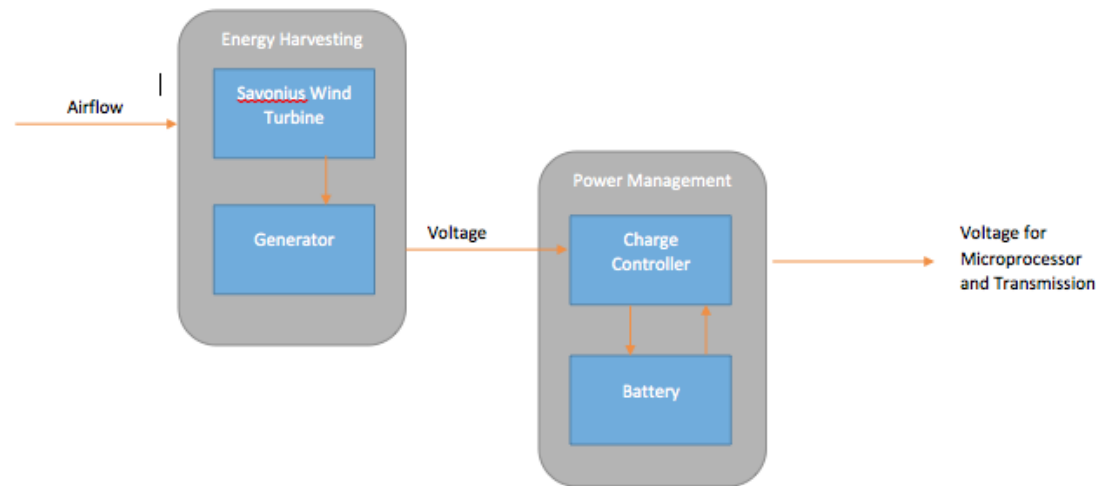 Energy Harvesting
Savonius Wind
Turbine
Airflow
Generator
Voltage
Power Management
Charge
Controller
Battery
Voltage for
Microprocessor
and Transmission